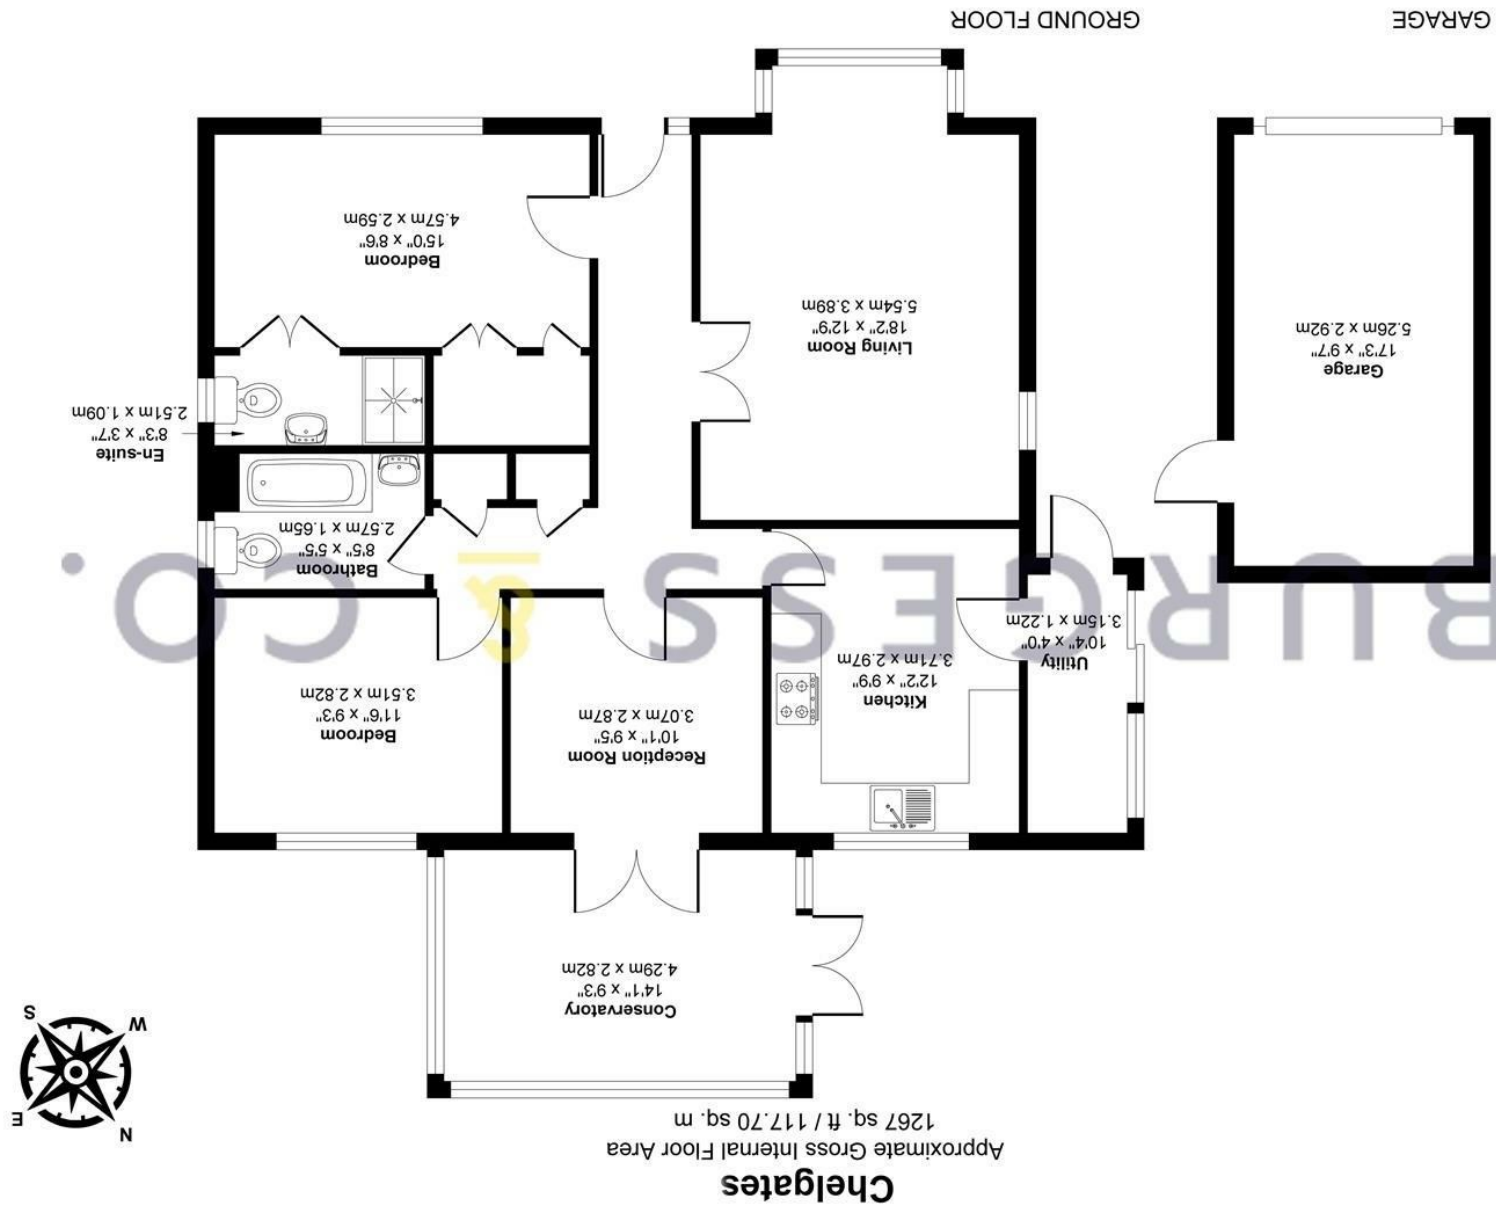 Chelgates
Approximate Gross Internal Floor Area
1267 sq. ft / 117.70 sq. m
N
E
W
S
Conservatory
14'1" x 9'3"
4.29m x 2.82m
Kitchen
12'2" x 9'9"
3.71m x 2.97m
Reception Room
10'1" x 9'5"
3.07m x 2.87m
Bedroom
11'6" x 9'3"
3.51m x 2.82m
Utility
10'4" x 4'0"
3.15m x 1.22m
BURGESS & CO.
Bathroom
8'5" x 5'5"
2.57m x 1.65m
En-suite
8'3" x 3'7"
2.51m x 1.09m
Garage
17'3" x 9'7"
5.26m x 2.92m
Living Room
18'2" x 12'9"
5.54m x 3.89m
Bedroom
15'0" x 8'6"
4.57m x 2.59m
GARAGE
GROUND FLOOR